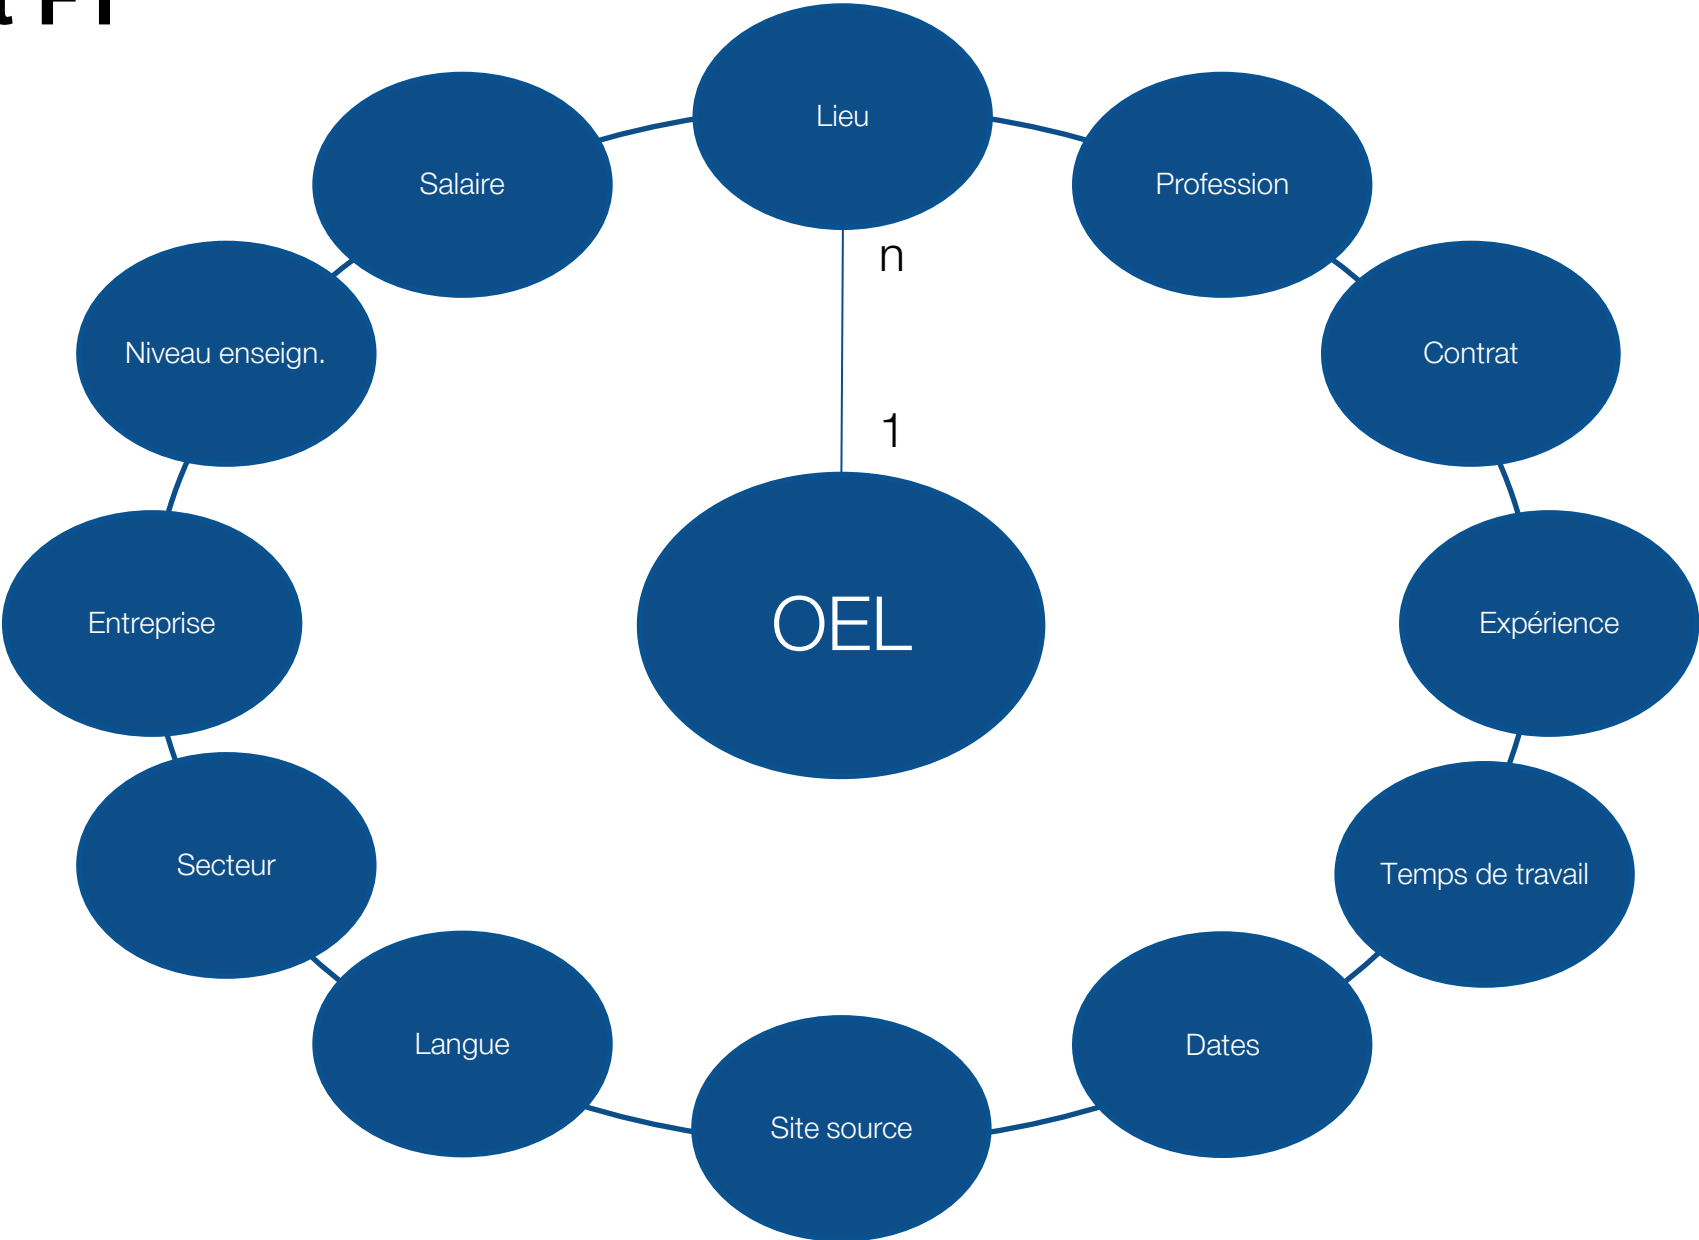 Lieu
Salaire
Profession
n
Niveau enseign.
Contrat
1
Entreprise
OEL
Expérience
Secteur
Temps de travail
Langue
Dates
Site source